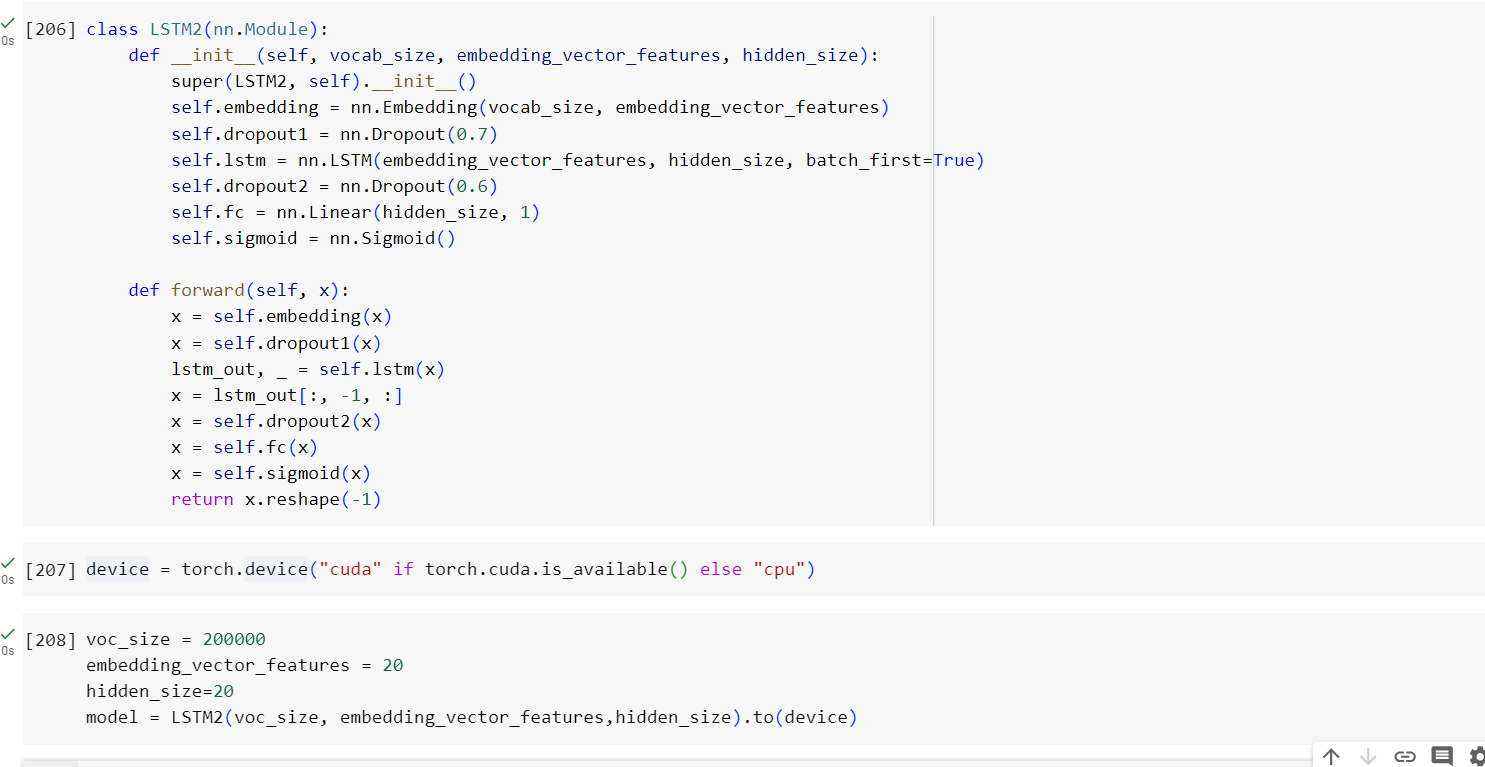 [206] class LSTM2(nn.Module):
def __init__(self, vocab_size, embedding_vector_features, hidden_size):
super(LSTM2, self).__init__()
self.embedding = nn.Embedding(vocab_size, embedding_vector_features)
self.dropout1 = nn.Dropout(0.7)
self.lstm = nn.LSTM(embedding_vector_features, hidden_size, batch_first=True)
self.dropout2 = nn.Dropout(0.6)
self.fc = nn.Linear(hidden_size, 1)
self.sigmoid = nn.Sigmoid()
def forward(self, x):
x = self.embedding(x)
x = self.dropout1(x)
lstm_out, _ = self.lstm(x)
x = lstm_out[:, -1, :]
x = self.dropout2(x)
x = self.fc(x)
x = self.sigmoid(x)
return x.reshape(-1)
0s
[207] device = torch.device("cuda" if torch.cuda.is_available() else "cpu")
0s
[208] voc_size = 200000
0s
embedding_vector_features = 20
hidden_size=20
model = LSTM2(voc_size, embedding_vector_features,hidden_size).to(device)